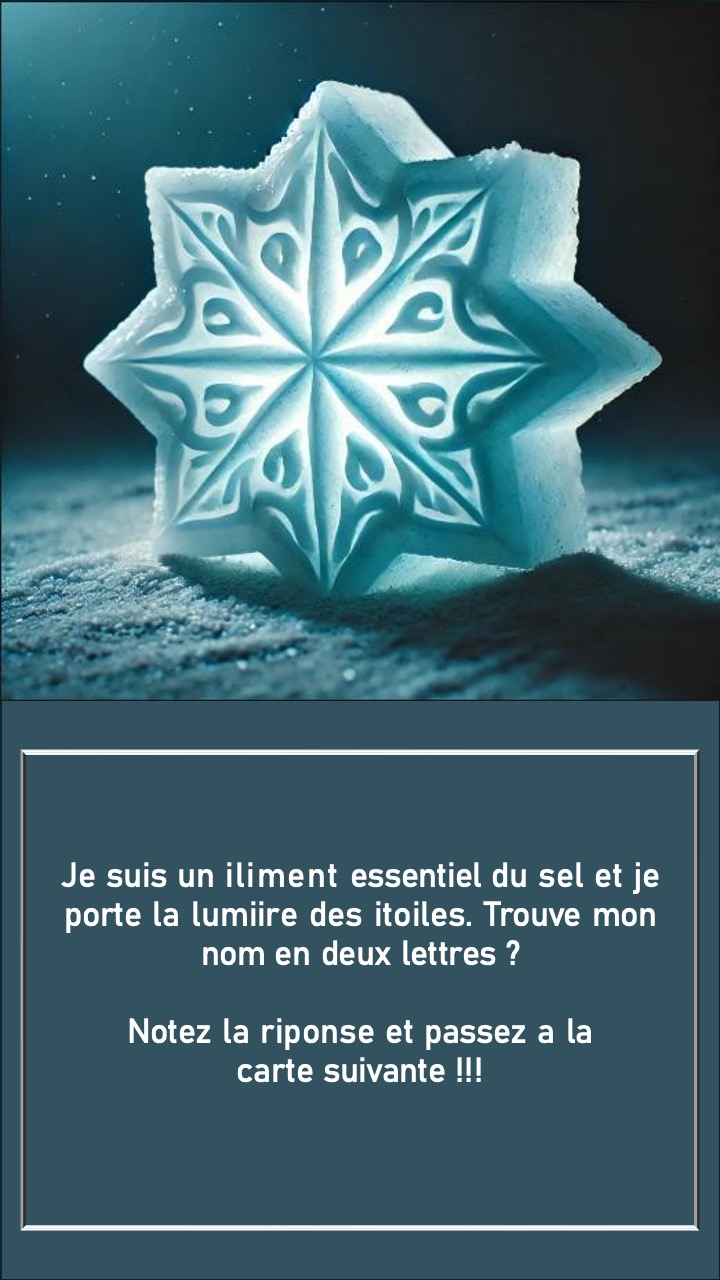 Je suis un iliment essentiel du sel et je
porte la lumiire des itoiles. Trouve mon
nom en deux lettres ?
Notez la riponse et passez a la
carte suivante !!!